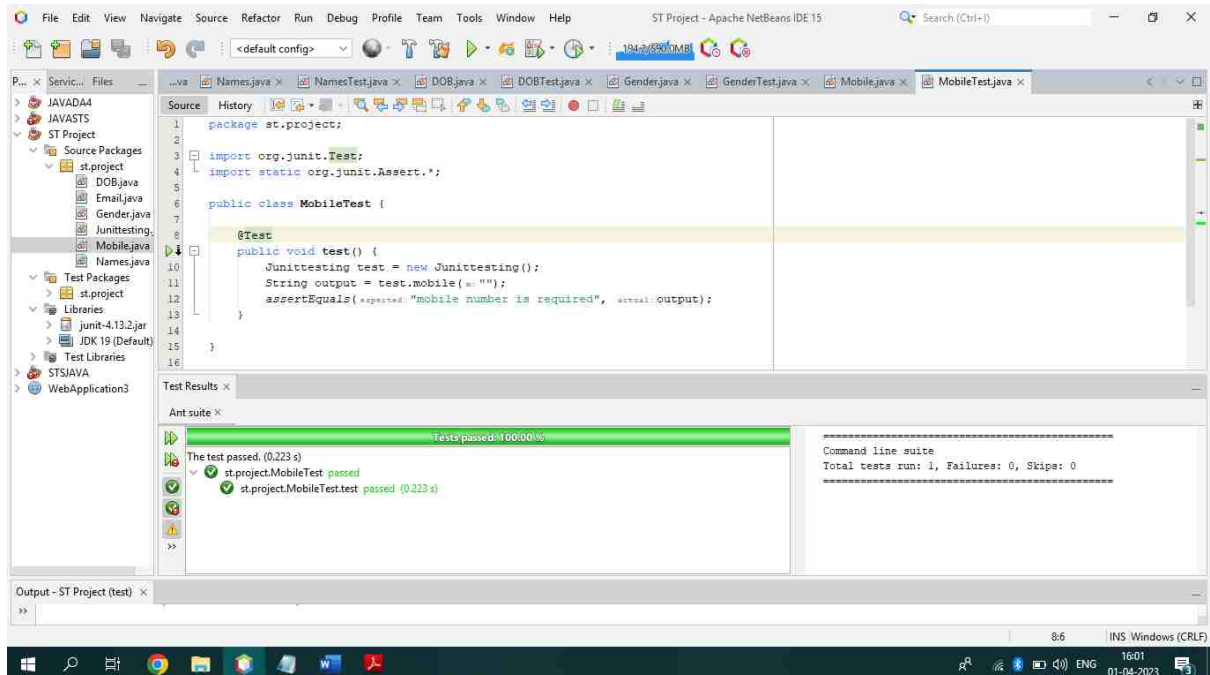 File Edit View Navigate Source Refactor Run Debug Profile Team Tools Window Help ST Project - Apache NetBeans IDE 15 Search (Ctrl+I)
<default config> 194.2/590.0MB
P... Servic... Files
...va Names.java NamesTest.java DOB.java DOBTest.java Gender.java GenderTest.java Mobile.java MobileTest.java
Source History
JAVADA4
JAVASTS
ST Project
Source Packages
st.project
DOB.java
Email.java
Gender.java
Junittesting.
Mobile.java
Names.java
Test Packages
st.project
Libraries
junit-4.13.2.jar
JDK 19 (Default)
Test Libraries
STSJAVA
WebApplication3
1 package st.project;
2
3 import org.junit.Test;
4 import static org.junit.Assert.*;
5
6 public class MobileTest {
7
8 @Test
public void test() {
10 Junittesting test = new Junittesting();
11 String output = test.mobile( m: "");
12 assertEquals( expected: "mobile number is required", actual: output);
13 }
14
15 }
16
Test Results
Ant suite
Tests passed: 100.00 %
The test passed. (0.223 s)
st.project.MobileTest passed
st.project.MobileTest.test passed (0.223 s)
===============================================
Command line suite
Total tests run: 1, Failures: 0, Skips: 0
===============================================
Output - ST Project (test)
8:6 INS Windows (CRLF)
ENG 16:01
01-04-2023